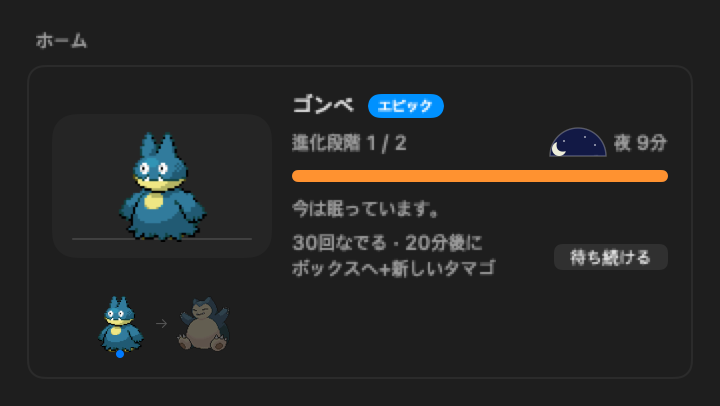 ホーム
ゴンベ エピック
進化段階 1 / 2 夜 9分
今は眠っています。
30回なでる · 20分後に
ボックスへ+新しいタマゴ
待ち続ける